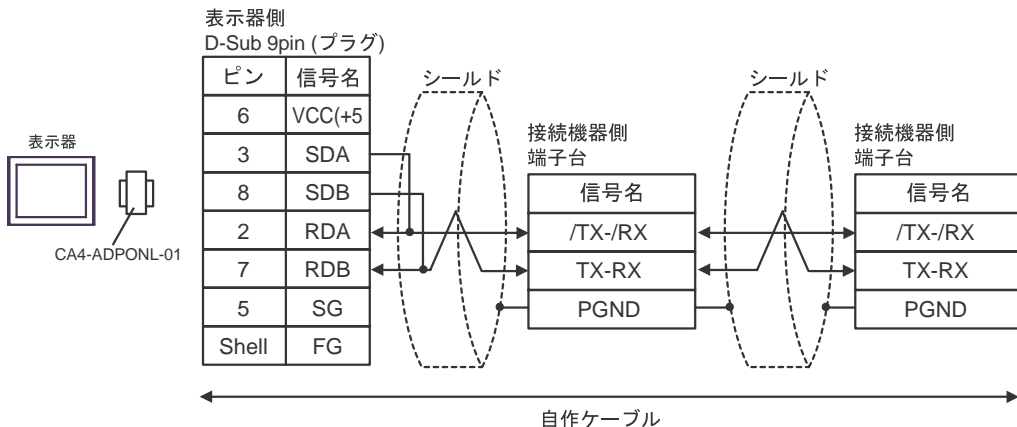 表示器側
D-Sub 9pin (プラグ)
ピン 信号名
6 VCC(+5
3 SDA
8 SDB
2 RDA
7 RDB
5 SG
Shell FG
表示器
CA4-ADPONL-01
シールド
接続機器側
端子台
信号名
/TX-/RX
TX-RX
PGND
シールド
接続機器側
端子台
信号名
/TX-/RX
TX-RX
PGND
自作ケーブル